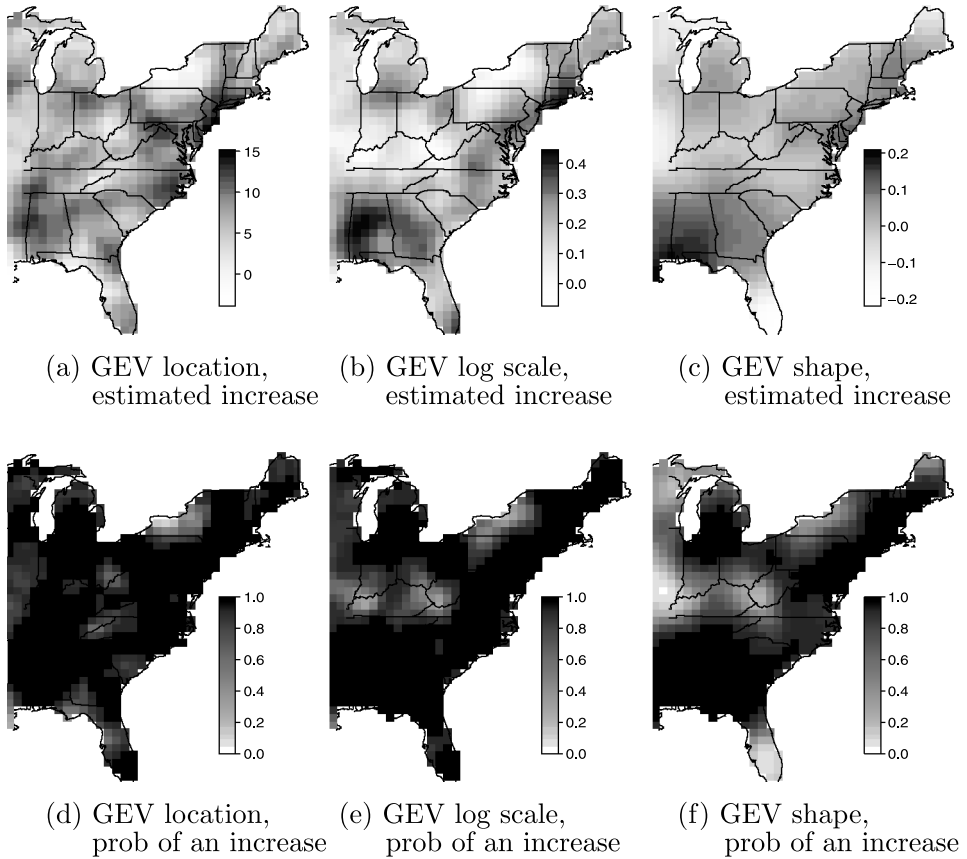 15
10
5
0
0.4
0.3
0.2
0.1
0.0
0.2
0.1
0.0
−0.1
−0.2
(a) GEV location,
estimated increase
(b) GEV log scale,
estimated increase
(c) GEV shape,
estimated increase
1.0
0.8
0.6
0.4
0.2
0.0
1.0
0.8
0.6
0.4
0.2
0.0
1.0
0.8
0.6
0.4
0.2
0.0
(d) GEV location,
prob of an increase
(e) GEV log scale,
prob of an increase
(f) GEV shape,
prob of an increase